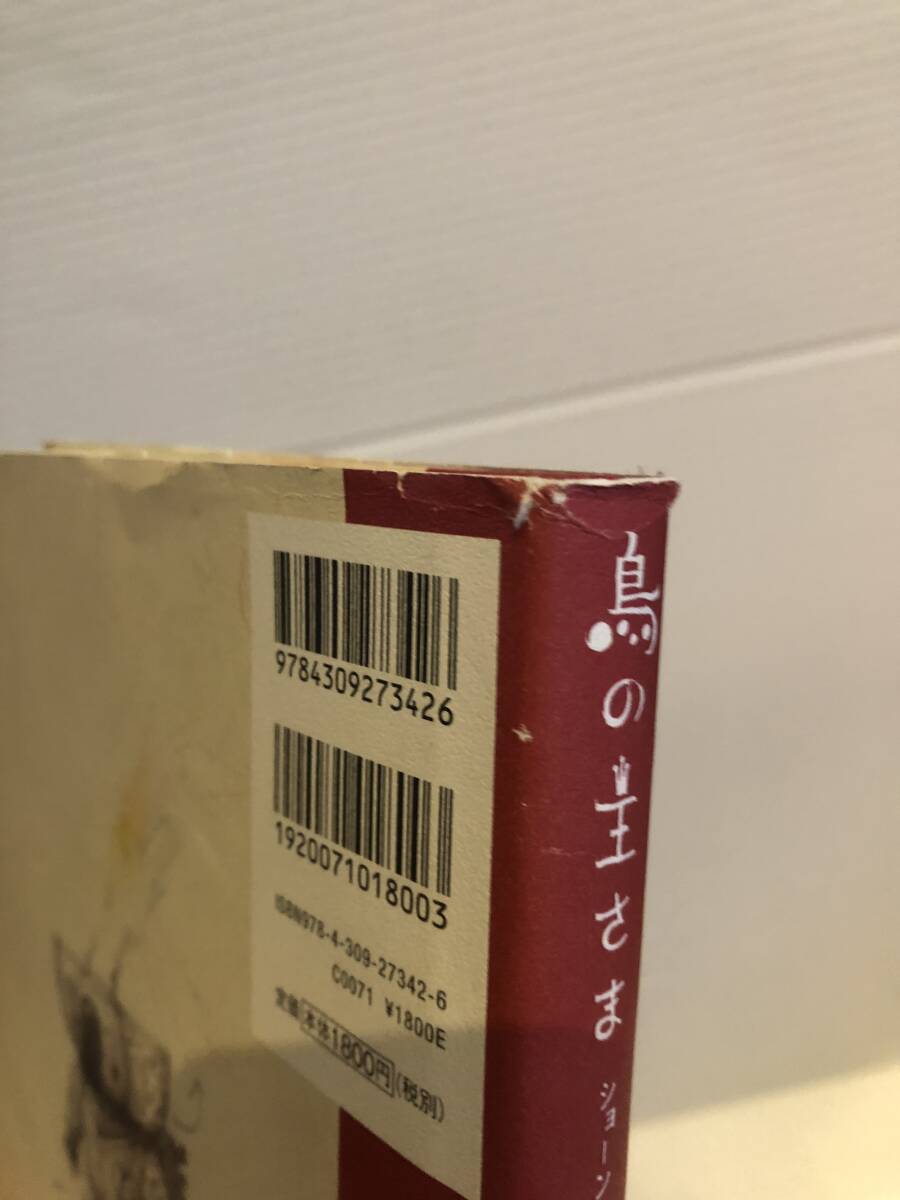 9784309273426
1920071018003
ISBN978-4-309-27342-6
C0071 ¥1800E
定価 本体1800円 (税別)
鳥の王さま
ショーン